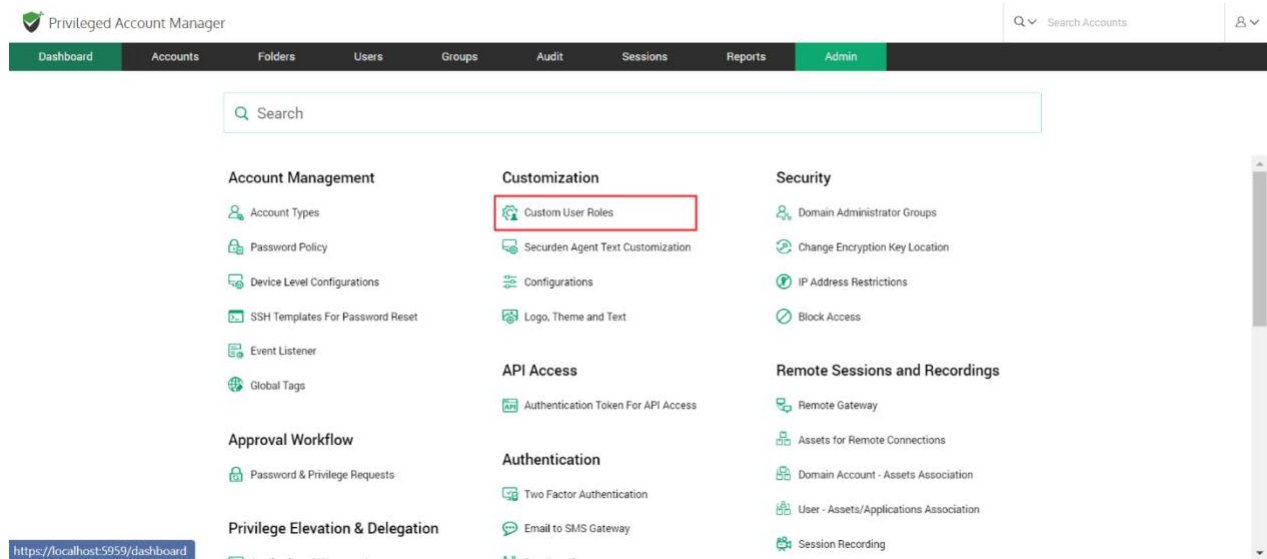 Privileged Account Manager
Search Accounts
Dashboard Accounts Folders Users Groups Audit Sessions Reports Admin
Search
Account Management
Account Types
Password Policy
Device Level Configurations
SSH Templates For Password Reset
Event Listener
Global Tags
Approval Workflow
Password & Privilege Requests
Privilege Elevation & Delegation
Customization
Custom User Roles
Securden Agent Text Customization
Configurations
Logo, Theme and Text
API Access
API
Authentication Token For API Access
Authentication
Two Factor Authentication
Email to SMS Gateway
Security
Domain Administrator Groups
Change Encryption Key Location
IP Address Restrictions
Block Access
Remote Sessions and Recordings
Remote Gateway
Assets for Remote Connections
Domain Account - Assets Association
User - Assets/Applications Association
Session Recording
https://localhost:5959/dashboard